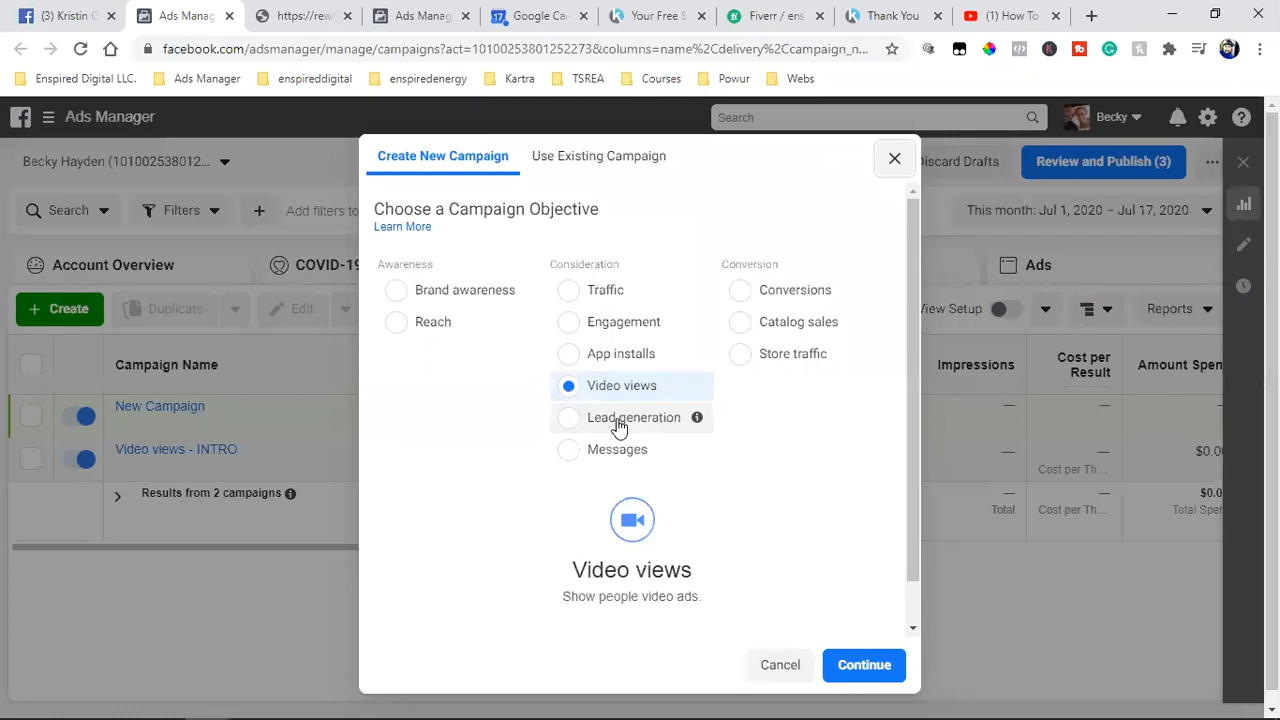 (3) Kristin G
Ads Manag
https://rewi
Ads Manag
Google Ca
Your Free S
Fiverr / ens
Thank You
(1) How To
facebook.com/adsmanager/manage/campaigns?act=10100253801252273&columns=name%2Cdelivery%2Ccampaign_n...
Enspired Digital LLC.
Ads Manager
enspireddigital
enspiredenergy
Kartra
TSREA
Courses
Powur
Webs
Ads Manager
Search
Becky
Becky Hayden (101002538012...
Discard Drafts
Review and Publish (3)
Search
Filters
Add filters to
This month: Jul 1, 2020 – Jul 17, 2020
Account Overview
COVID-19
Ads
Create
Duplicate
Edit
View Setup
Reports
Campaign Name
Impressions
Cost per Result
Amount Spen
New Campaign
Video views - INTRO
Cost per Th...
$0.0
Results from 2 campaigns
Total
Cost per Th...
$0.0
Total Spen
Create New Campaign
Use Existing Campaign
Choose a Campaign Objective
Learn More
Awareness
Consideration
Conversion
Brand awareness
Traffic
Conversions
Reach
Engagement
Catalog sales
App installs
Store traffic
Video views
Lead generation
Messages
Video views
Show people video ads.
Cancel
Continue